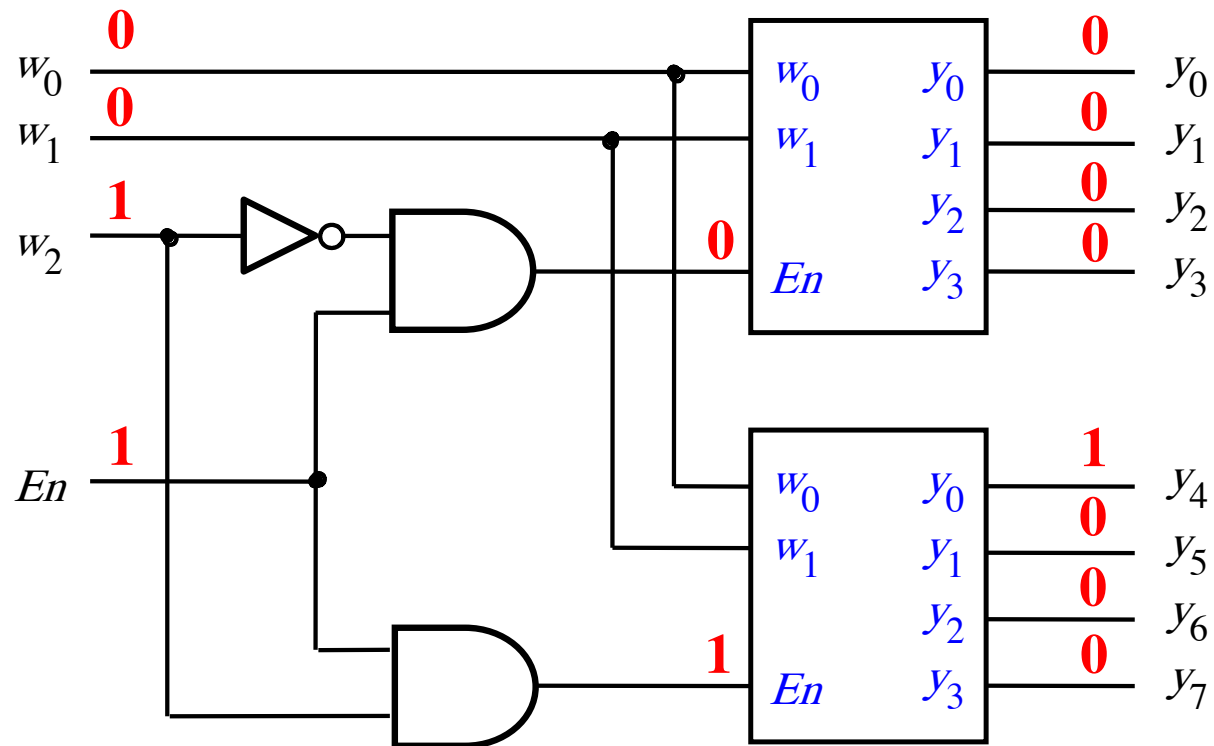 0 0
w0 w0 y0 y0
0 0
w1 w1 y1 y1
1 0
w2 y2 y2
0 0
En y3 y3
1 1
En w0 y0 y4
0
w1 y1 y5
0
y2 y6
1 0
En y3 y7